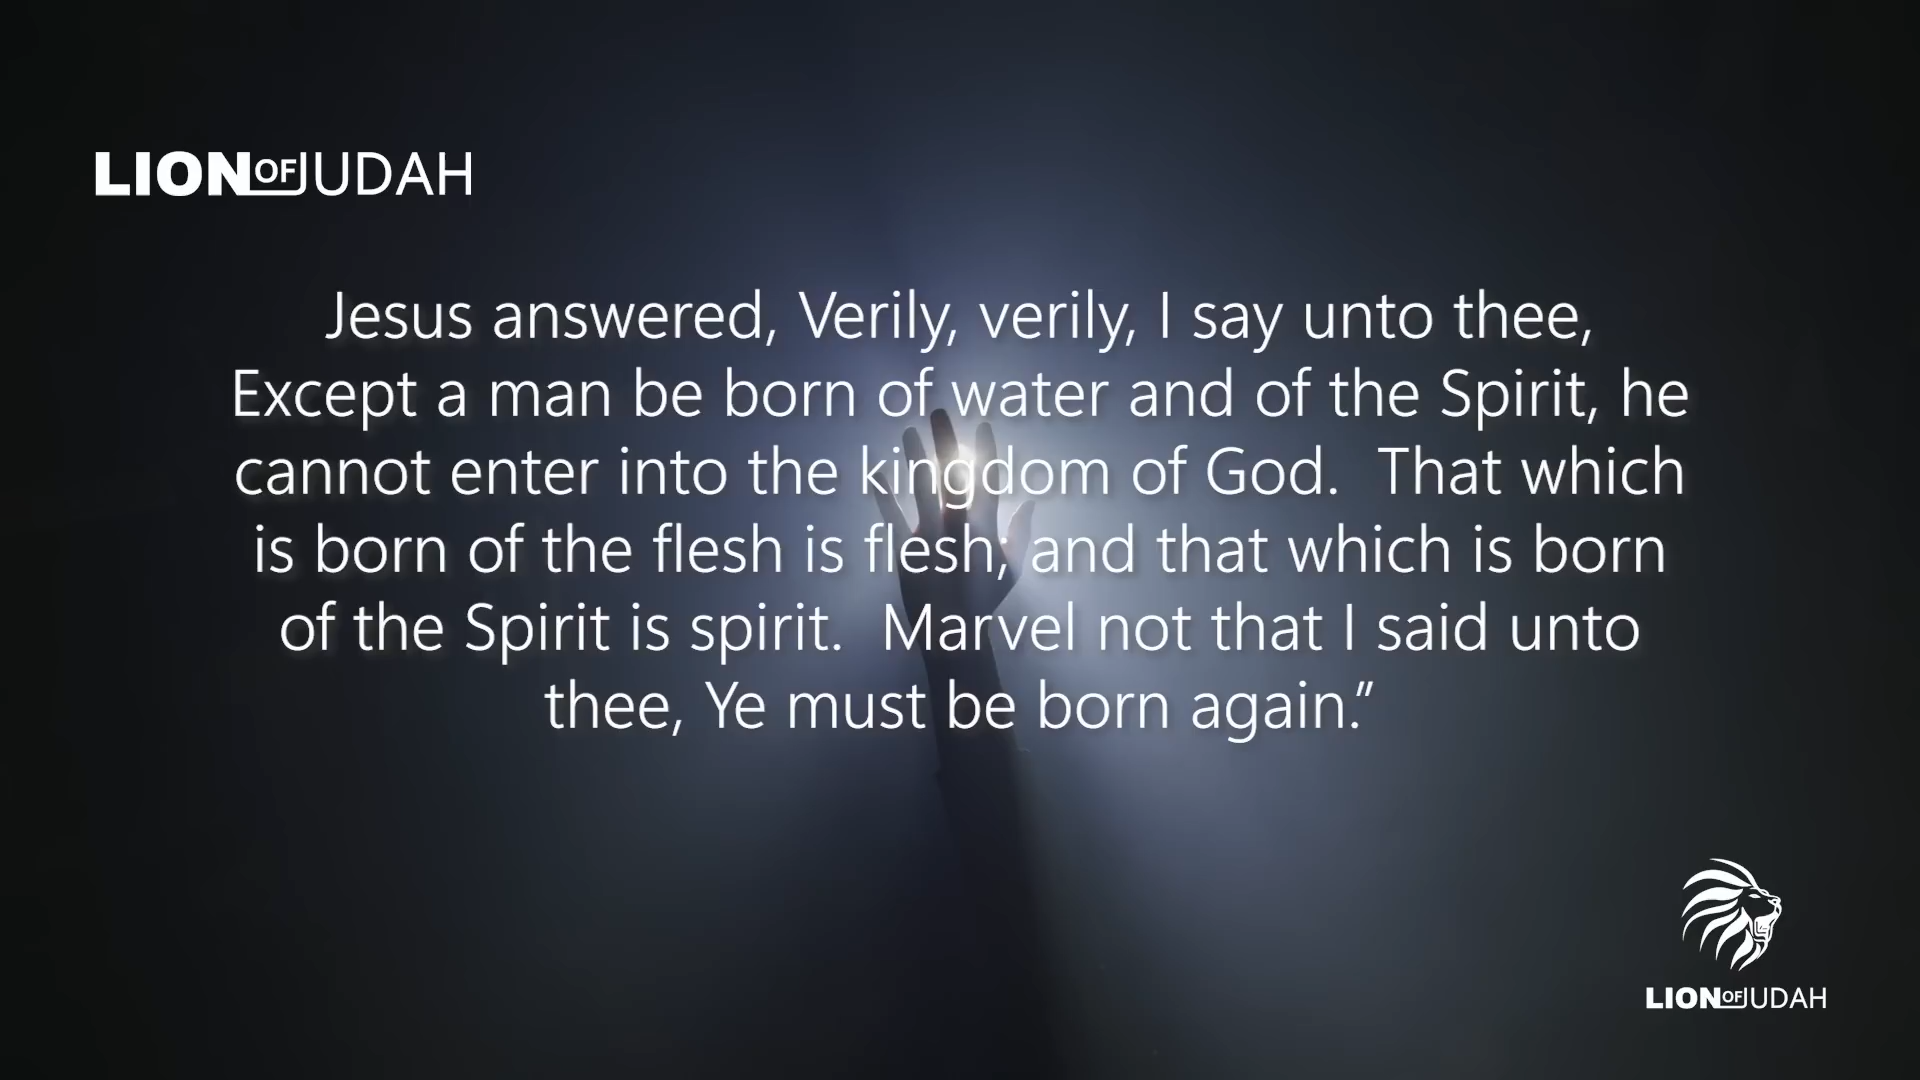 LION OF JUDAH
Jesus answered, Verily, verily, I say unto thee,
Except a man be born of water and of the Spirit, he
cannot enter into the kingdom of God.  That which
is born of the flesh is flesh; and that which is born
of the Spirit is spirit.  Marvel not that I said unto
thee, Ye must be born again.”
LION OF JUDAH